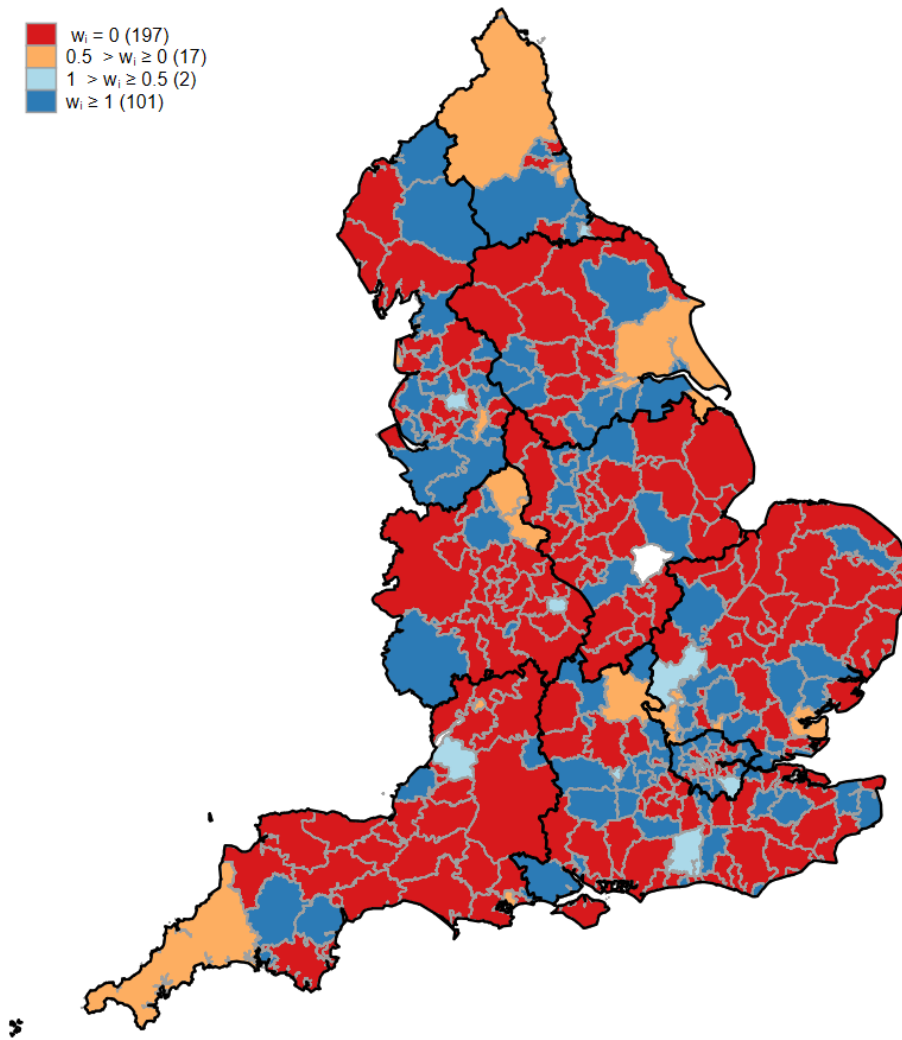 wᵢ = 0 (197)
0.5 > wᵢ ≥ 0 (17)
1 > wᵢ ≥ 0.5 (2)
wᵢ ≥ 1 (101)